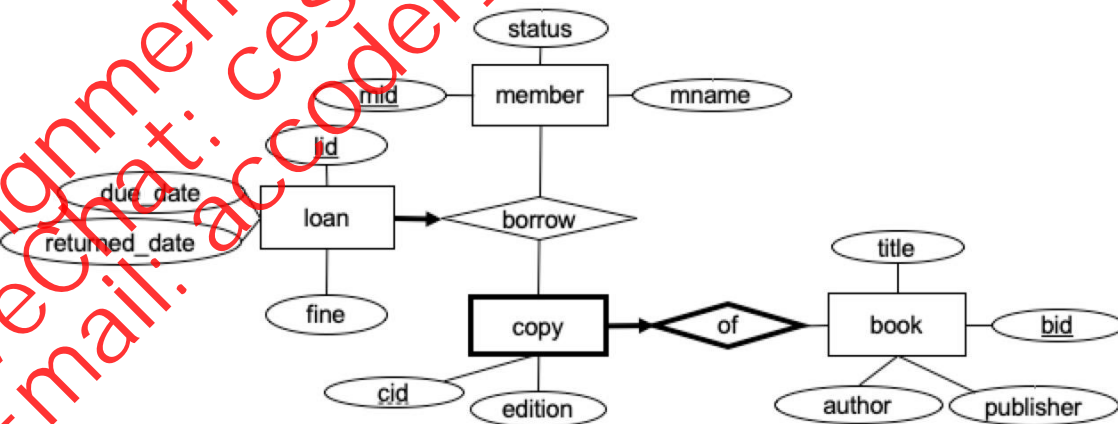 status
mid
member
mname
lid
due_date
loan
borrow
returned_date
title
fine
copy
of
book
bid
cid
edition
author
publisher